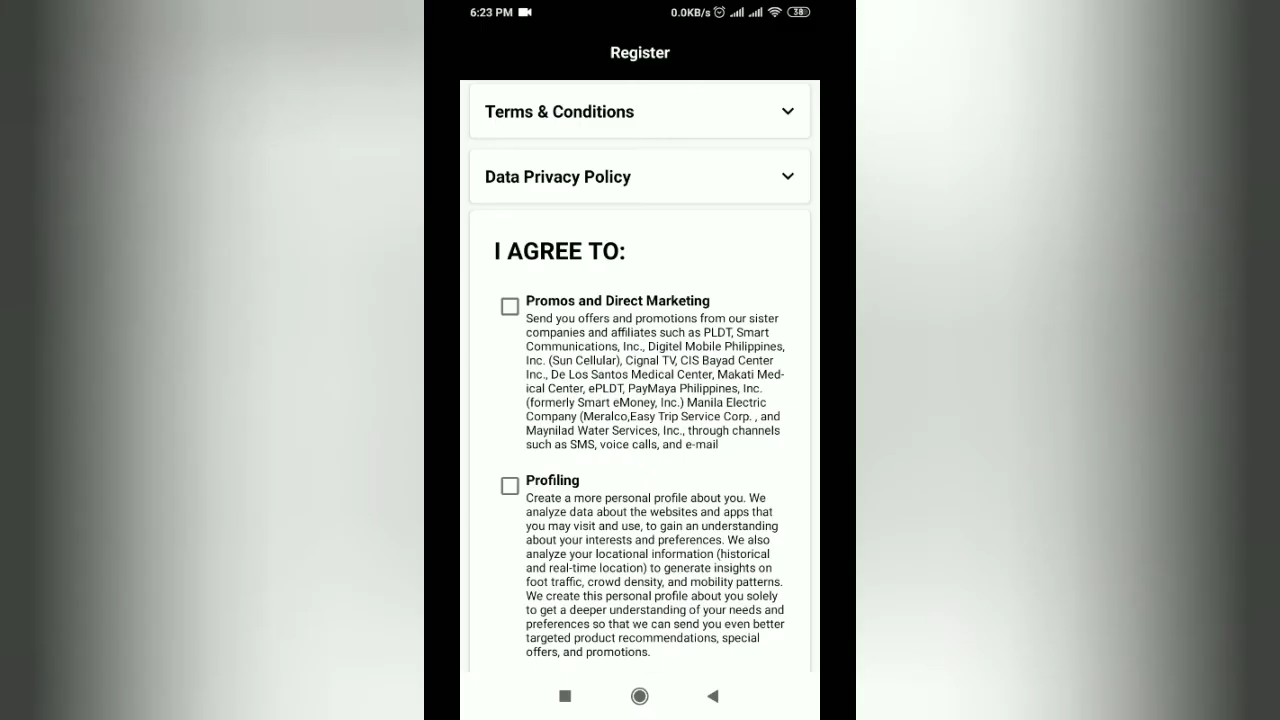 6:23 PM
0.0KB/s
38
Register
Terms & Conditions
Data Privacy Policy
I AGREE TO:
Promos and Direct Marketing
Send you offers and promotions from our sister
companies and affiliates such as PLDT, Smart
Communications, Inc., Digitel Mobile Philippines,
Inc. (Sun Cellular), Cignal TV, CIS Bayad Center
Inc., De Los Santos Medical Center, Makati Med-
ical Center, ePLDT, PayMaya Philippines, Inc.
(formerly Smart eMoney, Inc.) Manila Electric
Company (Meralco,Easy Trip Service Corp. , and
Maynilad Water Services, Inc., through channels
such as SMS, voice calls, and e-mail
Profiling
Create a more personal profile about you. We
analyze data about the websites and apps that
you may visit and use, to gain an understanding
about your interests and preferences. We also
analyze your locational information (historical
and real-time location) to generate insights on
foot traffic, crowd density, and mobility patterns.
We create this personal profile about you solely
to get a deeper understanding of your needs and
preferences so that we can send you even better
targeted product recommendations, special
offers, and promotions.